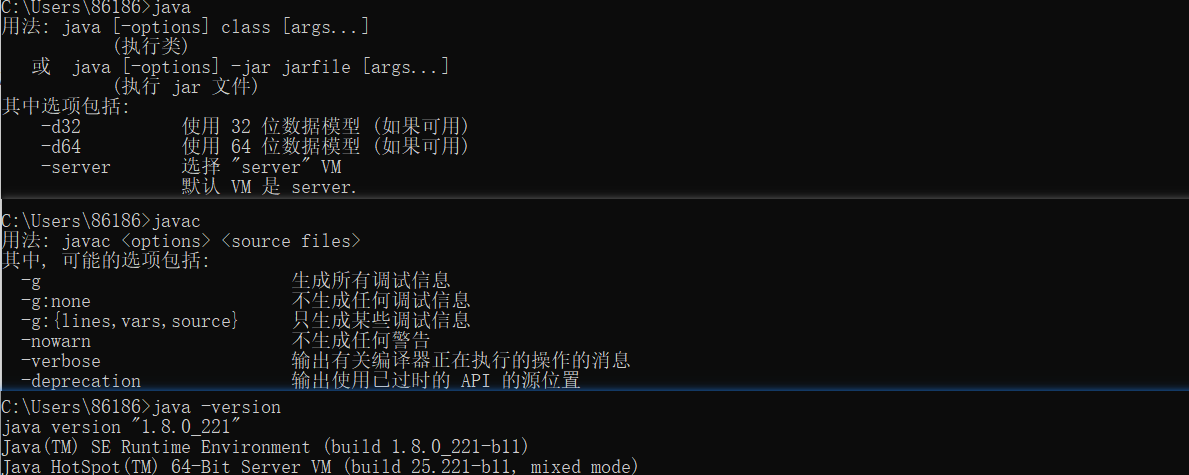 C:\Users\86186>java
用法: java [-options] class [args...]
(执行类)
或 java [-options] -jar jarfile [args...]
(执行 jar 文件)
其中选项包括:
-d32 使用 32 位数据模型 (如果可用)
-d64 使用 64 位数据模型 (如果可用)
-server 选择 "server" VM
默认 VM 是 server.
C:\Users\86186>javac
用法: javac <options> <source files>
其中, 可能的选项包括:
-g 生成所有调试信息
-g:none 不生成任何调试信息
-g:{lines,vars,source} 只生成某些调试信息
-nowarn 不生成任何警告
-verbose 输出有关编译器正在执行的操作的消息
-deprecation 输出使用已过时的 API 的源位置
C:\Users\86186>java -version
java version "1.8.0_221"
Java(TM) SE Runtime Environment (build 1.8.0_221-b11)
Java HotSpot(TM) 64-Bit Server VM (build 25.221-b11, mixed mode)